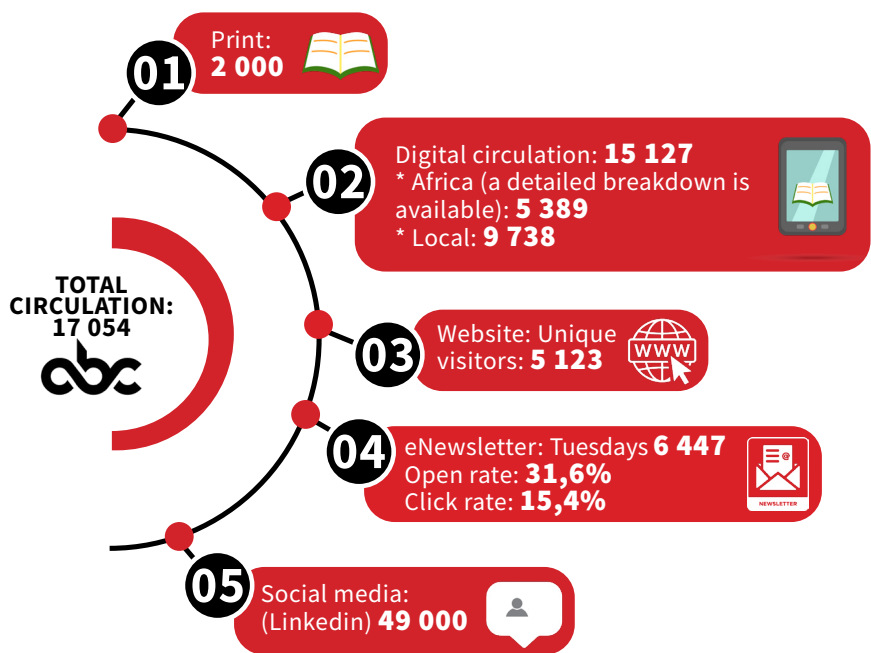 01
Print:
2 000
02
Digital circulation: 15 127
* Africa (a detailed breakdown is
available): 5 389
* Local: 9 738
TOTAL
CIRCULATION:
17 054
abc
03
Website: Unique
visitors: 5 123
WWW
04
eNewsletter: Tuesdays 6 447
Open rate: 31,6%
Click rate: 15,4%
@
NEWSLETTER
05
Social media:
(Linkedin) 49 000